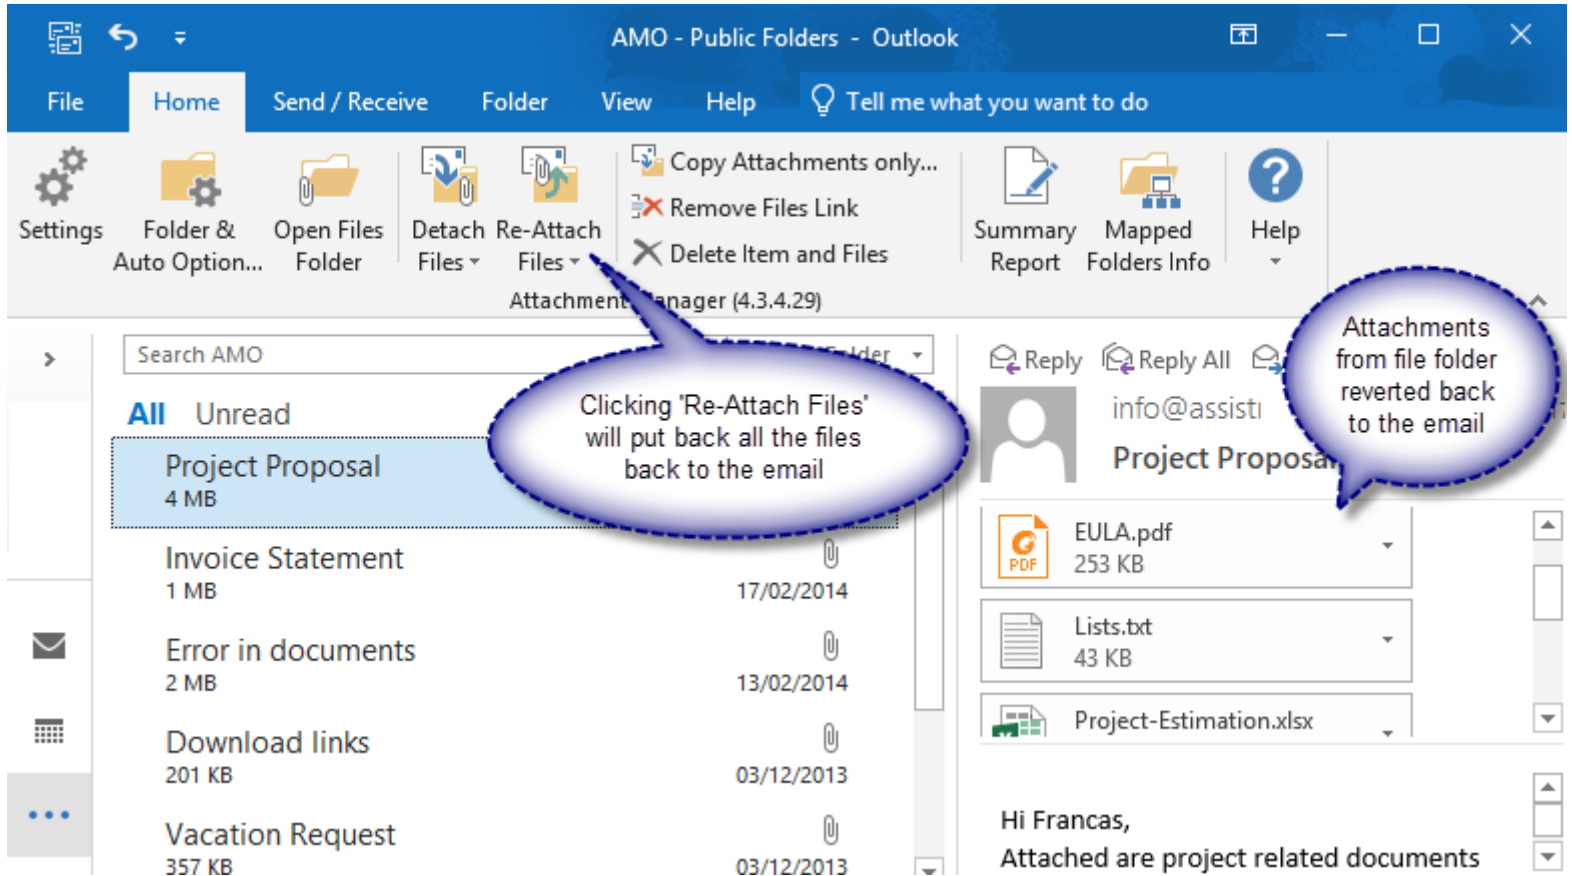 AMO - Public Folders - Outlook
File Home Send / Receive Folder View Help Tell me what you want to do
Settings
Folder &
Auto Option...
Open Files
Folder
Detach
Files
Re-Attach
Files
Copy Attachments only...
Remove Files Link
Delete Item and Files
Summary
Report
Mapped
Folders Info
Help
Attachment Manager (4.3.4.29)
Search AMO
All Unread
Project Proposal
4 MB
Invoice Statement
1 MB
17/02/2014
Error in documents
2 MB
13/02/2014
Download links
201 KB
03/12/2013
Vacation Request
357 KB
03/12/2013
Clicking 'Re-Attach Files'
will put back all the files
back to the email
Reply Reply All
Attachments
from file folder
reverted back
to the email
info@assisti
Project Proposal
EULA.pdf
253 KB
PDF
Lists.txt
43 KB
Project-Estimation.xlsx
Hi Francas,
Attached are project related documents